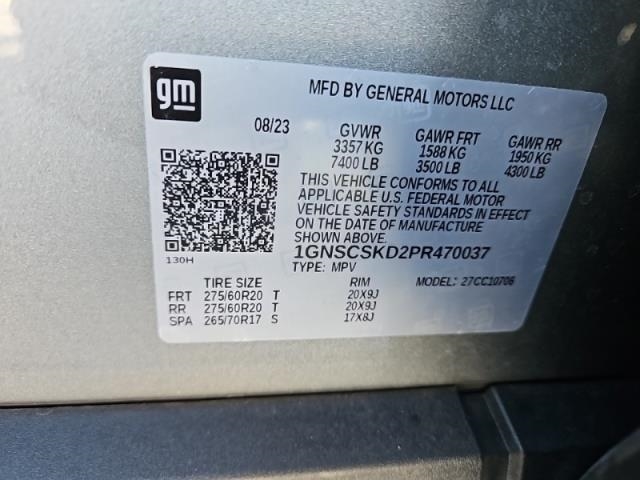 gm
MFD BY GENERAL MOTORS LLC
08/23 GVWR GAWR FRT GAWR RR
3357 KG 1588 KG 1950 KG
7400 LB 3500 LB 4300 LB
THIS VEHICLE CONFORMS TO ALL
APPLICABLE U.S. FEDERAL MOTOR
VEHICLE SAFETY STANDARDS IN EFFECT
ON THE DATE OF MANUFACTURE
SHOWN ABOVE.
130H 1GNSCSKD2PR470037
TYPE: MPV MODEL: 27CC10706
TIRE SIZE RIM
FRT 275/60R20 T 20X9J
RR 275/60R20 T 20X9J
SPA 265/70R17 S 17X8J